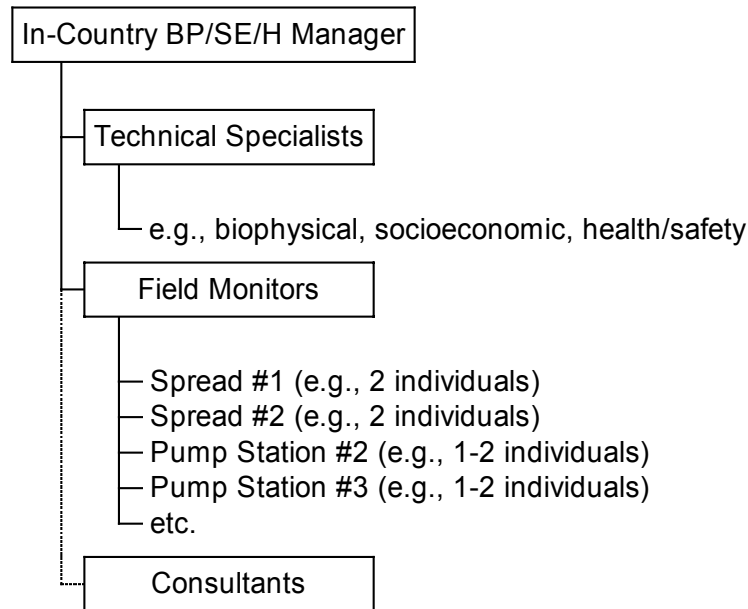 In-Country BP/SE/H Manager
Technical Specialists
e.g., biophysical, socioeconomic, health/safety
Field Monitors
Spread #1 (e.g., 2 individuals)
Spread #2 (e.g., 2 individuals)
Pump Station #2 (e.g., 1-2 individuals)
Pump Station #3 (e.g., 1-2 individuals)
etc.
Consultants